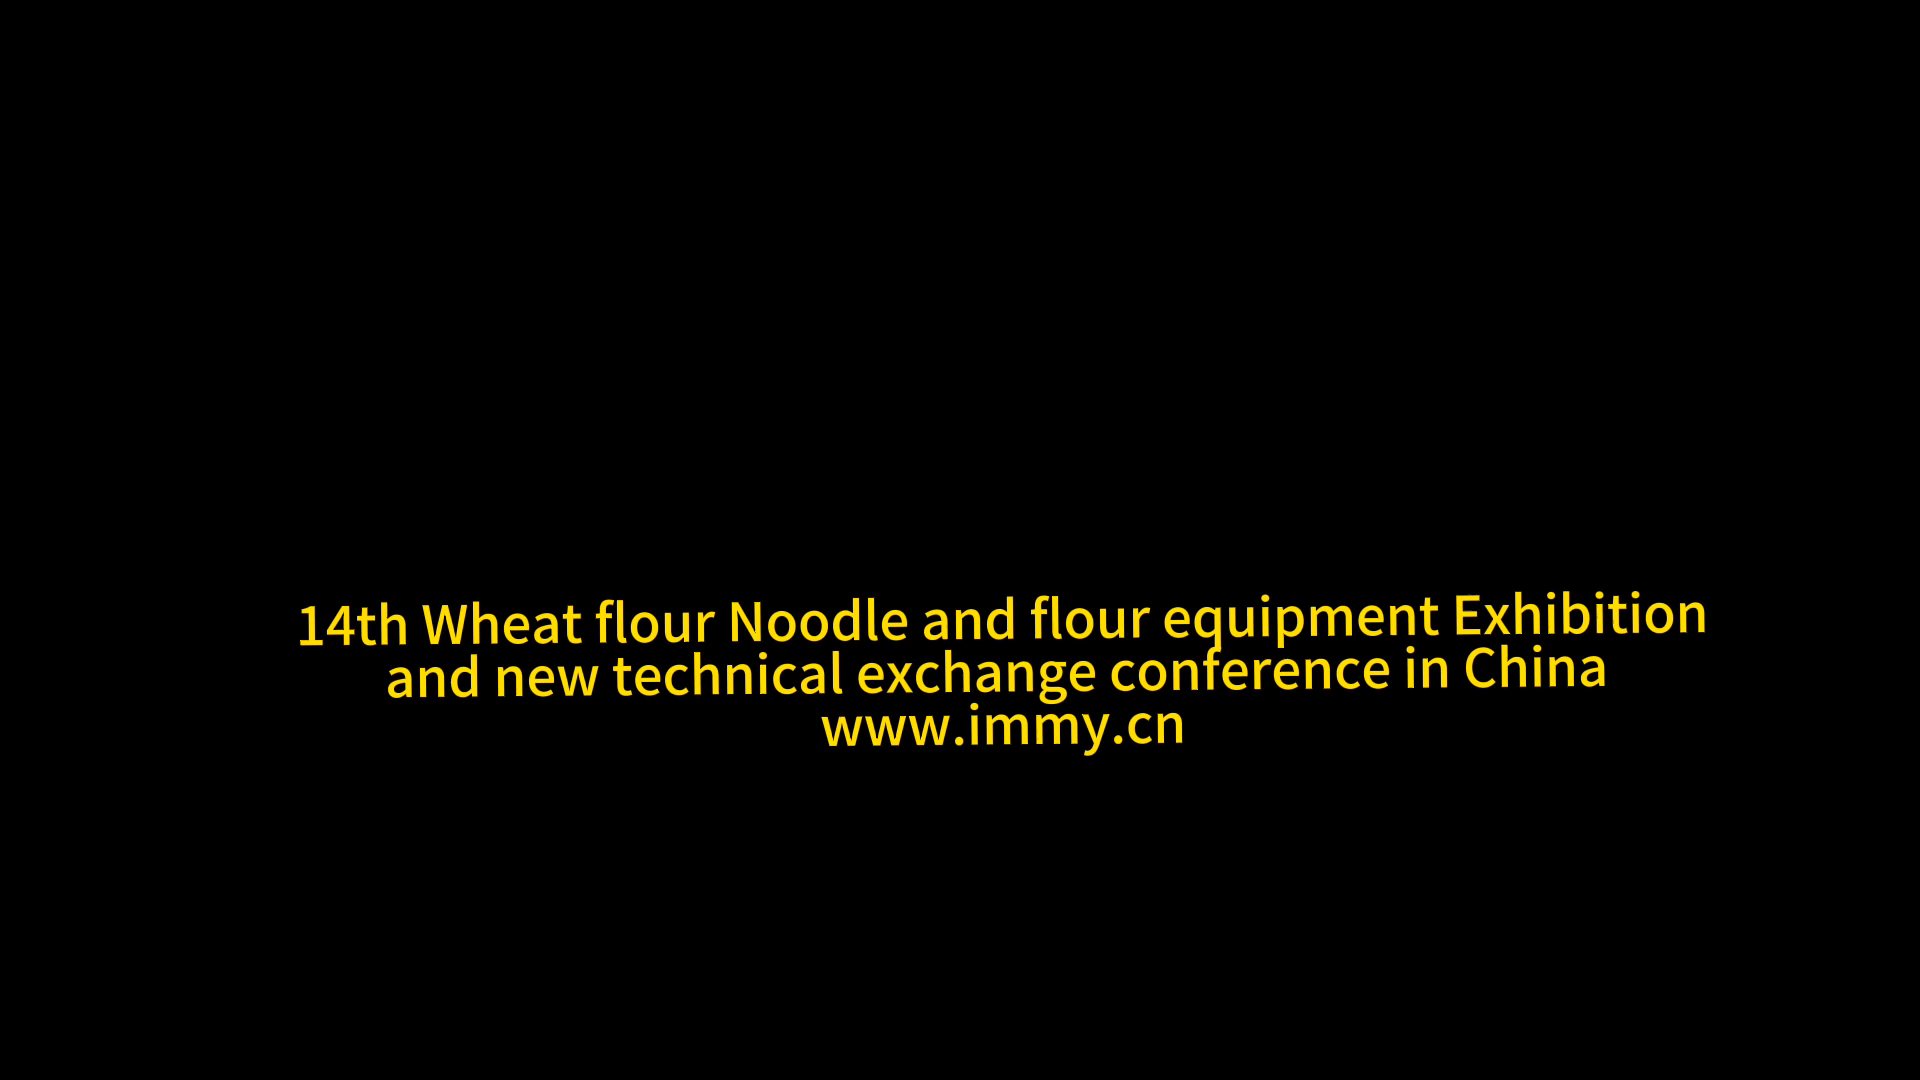 14th Wheat flour Noodle and flour equipment Exhibition
and new technical exchange conference in China
www.immy.cn